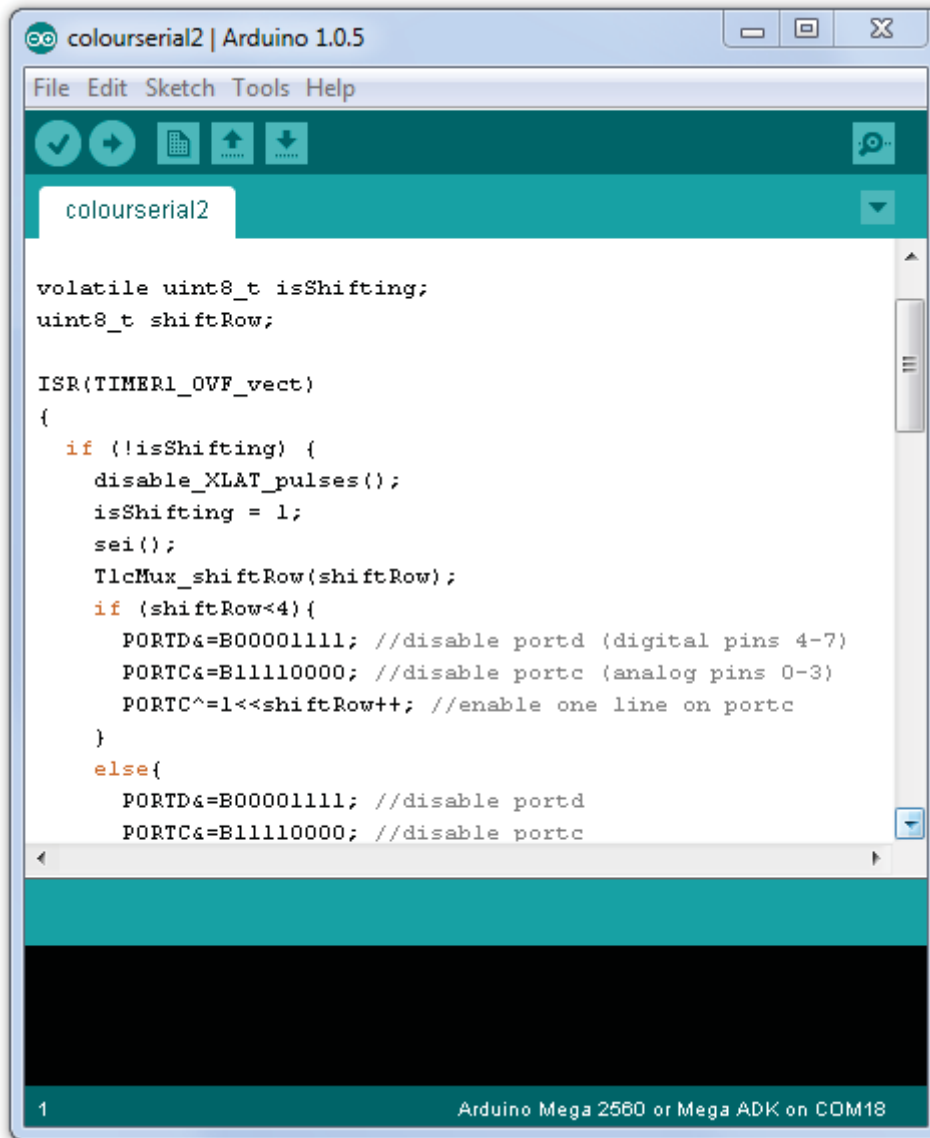 colourserial2 | Arduino 1.0.5
File Edit Sketch Tools Help
colourserial2
volatile uint8_t isShifting;
uint8_t shiftRow;
ISR(TIMER1_OVF_vect)
{
  if (!isShifting) {
    disable_XLAT_pulses();
    isShifting = 1;
    sei();
    TlcMux_shiftRow(shiftRow);
    if (shiftRow<4){
      PORTD&=B00001111; //disable portd (digital pins 4-7)
      PORTC&=B11110000; //disable portc (analog pins 0-3)
      PORTC^=1<<shiftRow++; //enable one line on portc
    }
    else{
      PORTD&=B00001111; //disable portd
      PORTC&=B11110000; //disable portc
1 Arduino Mega 2560 or Mega ADK on COM18